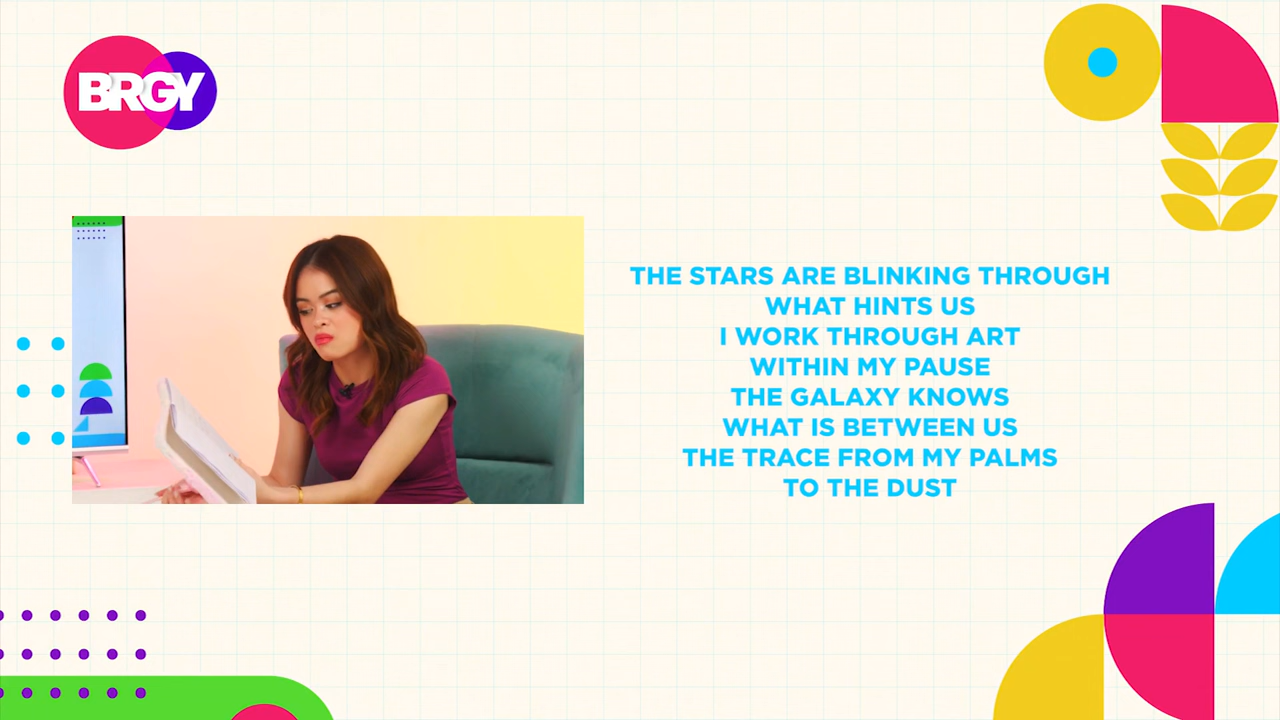 BRGY
THE STARS ARE BLINKING THROUGH
WHAT HINTS US
I WORK THROUGH ART
WITHIN MY PAUSE
THE GALAXY KNOWS
WHAT IS BETWEEN US
THE TRACE FROM MY PALMS
TO THE DUST